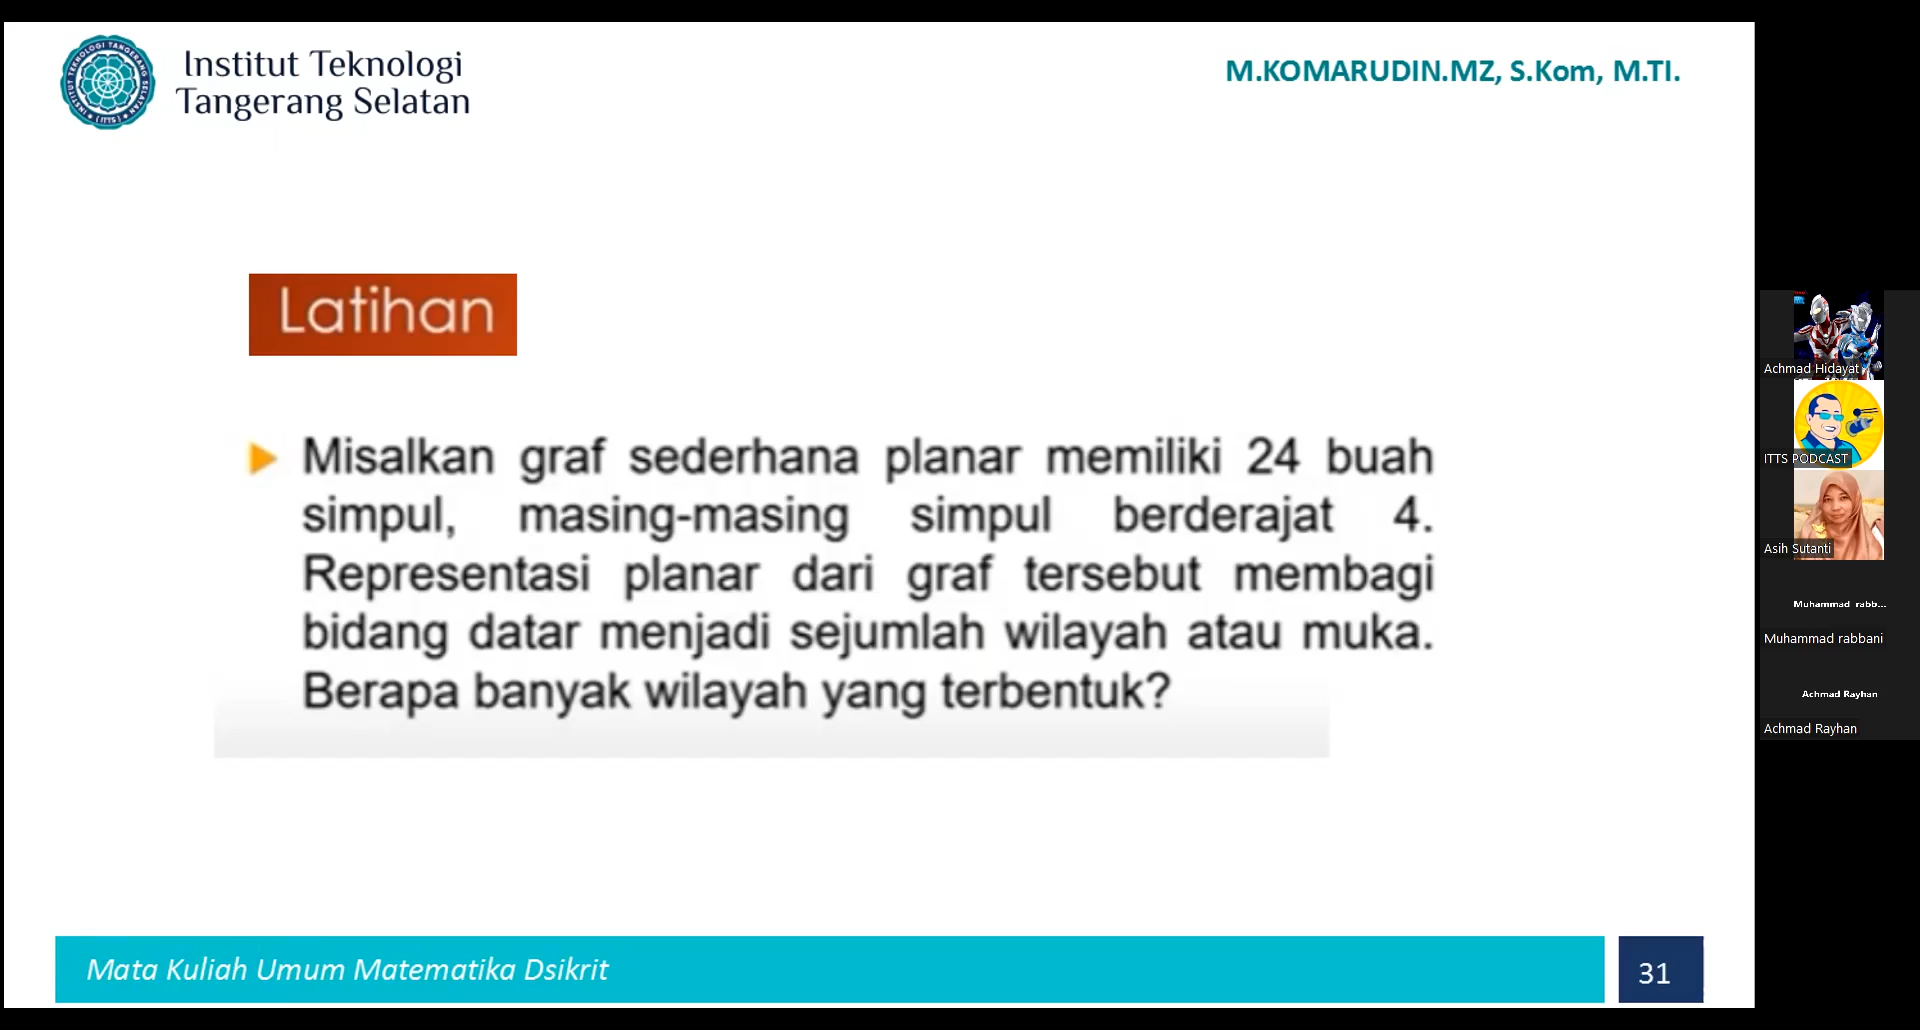 Institut Teknologi
Tangerang Selatan
M.KOMARUDIN.MZ, S.Kom, M.TI.
Latihan
Misalkan graf sederhana planar memiliki 24 buah
simpul, masing-masing simpul berderajat 4.
Representasi planar dari graf tersebut membagi
bidang datar menjadi sejumlah wilayah atau muka.
Berapa banyak wilayah yang terbentuk?
Mata Kuliah Umum Matematika Dsikrit
31
Achmad Hidayat
ITTS PODCAST
Asih Sutanti
Muhammad rabb...
Muhammad rabbani
Achmad Rayhan
Achmad Rayhan